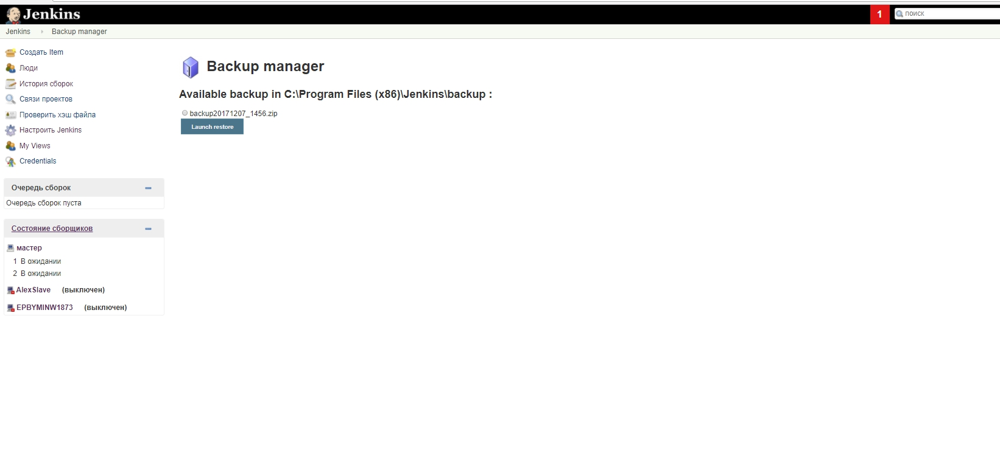 Jenkins
1
поиск
Jenkins
Backup manager
Создать Item
Люди
История сборок
Связи проектов
Проверить хэш файла
Настроить Jenkins
My Views
Credentials
Очередь сборок
Очередь сборок пуста
Состояние сборщиков
мастер
1 В ожидании
2 В ожидании
AlexSlave (выключен)
EPBYMINW1873 (выключен)
Backup manager
Available backup in C:\Program Files (x86)\Jenkins\backup :
backup20171207_1456.zip
Launch restore